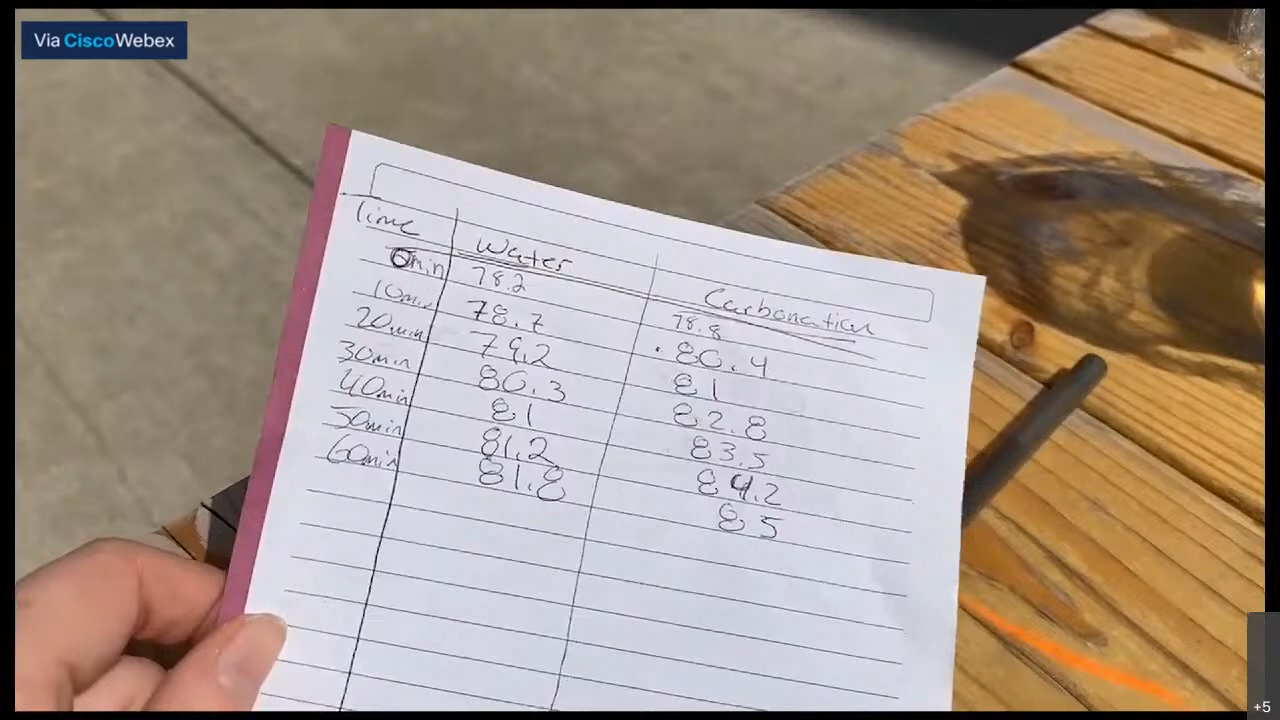 Via CiscoWebex
Time Water Carbonation
0min 78.2 78.8
10min 78.7 80.4
20min 79.2 81
30min 80.3 82.8
40min 81 83.5
50min 81.2 84.2
60min 81.8 85
+5